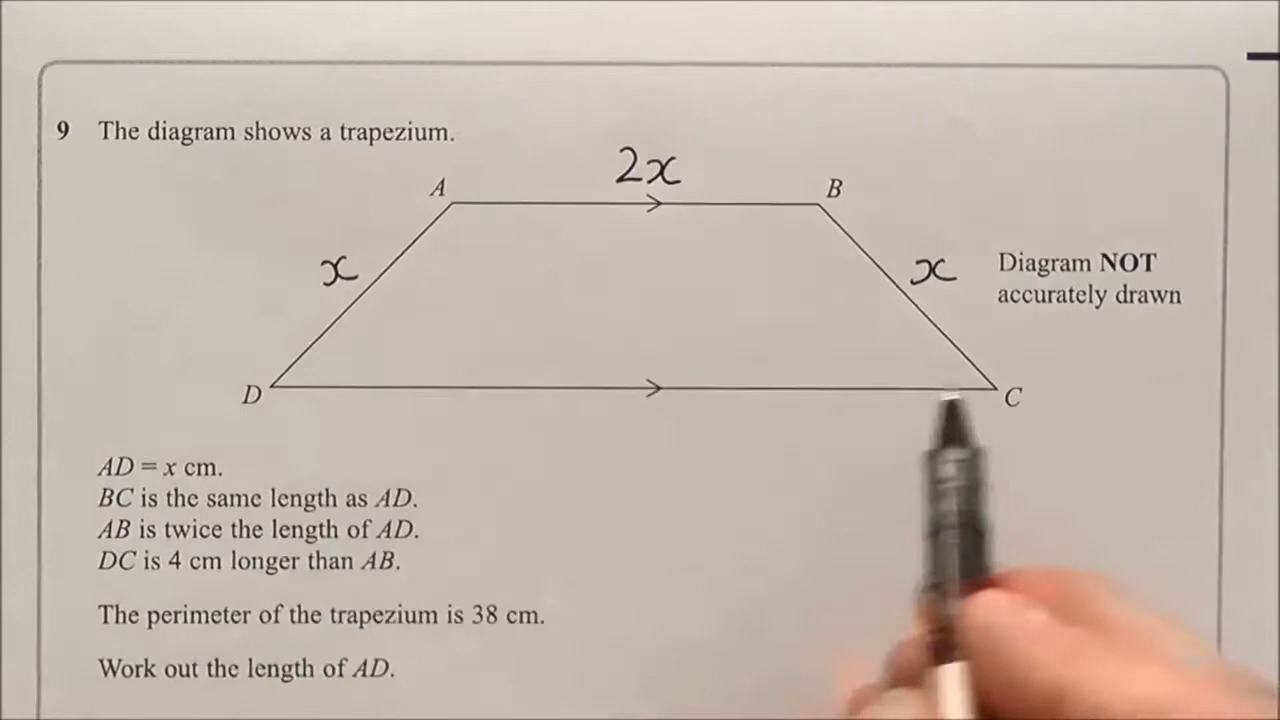 9 The diagram shows a trapezium.
2x
A
B
x
x
Diagram NOT
accurately drawn
D
C
AD = x cm.
BC is the same length as AD.
AB is twice the length of AD.
DC is 4 cm longer than AB.
The perimeter of the trapezium is 38 cm.
Work out the length of AD.